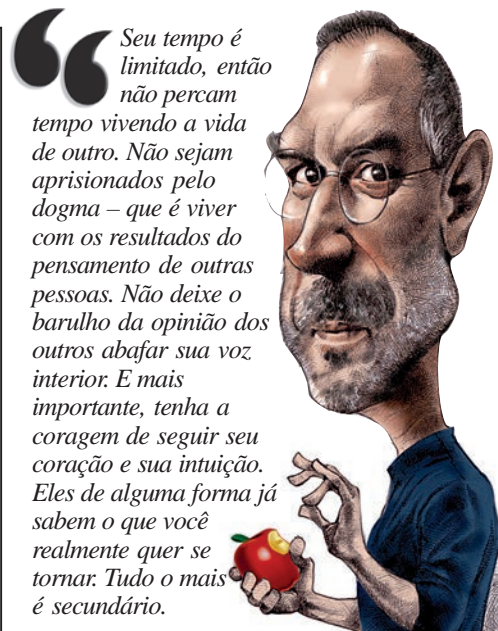 “Seu tempo é
limitado, então
não percam
tempo vivendo a vida
de outro. Não sejam
aprisionados pelo
dogma – que é viver
com os resultados do
pensamento de outras
pessoas. Não deixe o
barulho da opinião dos
outros abafar sua voz
interior. E mais
importante, tenha a
coragem de seguir seu
coração e sua intuição.
Eles de alguma forma já
sabem o que você
realmente quer se
tornar. Tudo o mais
é secundário.